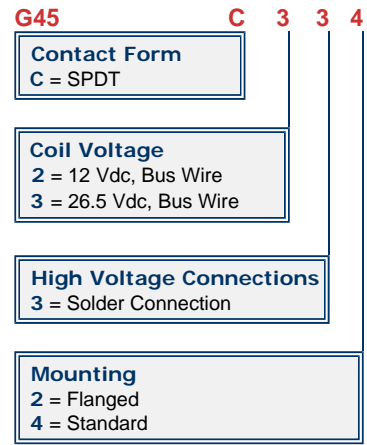 G45 C 3 3 4
Contact Form
C = SPDT
Coil Voltage
2 = 12 Vdc, Bus Wire
3 = 26.5 Vdc, Bus Wire
High Voltage Connections
3 = Solder Connection
Mounting
2 = Flanged
4 = Standard